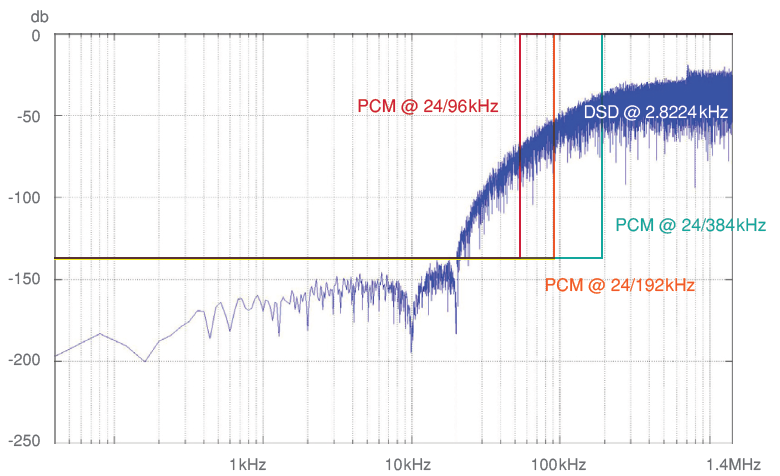 db
0
-50
-100
-150
-200
-250
PCM @ 24/96kHz
DSD @ 2.8224kHz
PCM @ 24/384kHz
PCM @ 24/192kHz
1kHz
10kHz
100kHz
1.4MHz